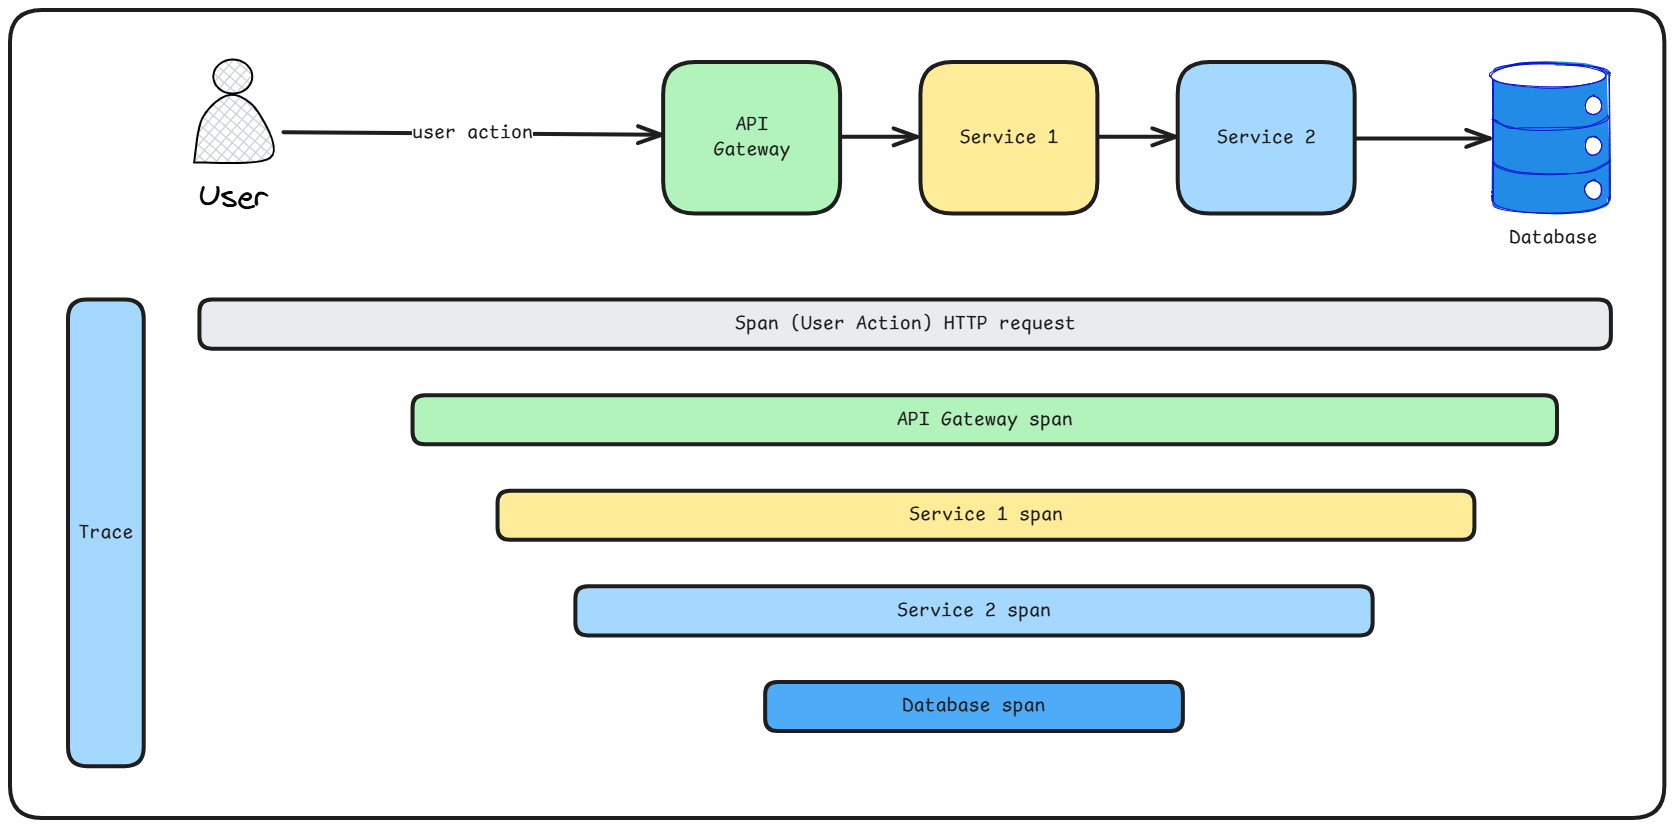 user action
API
Gateway
Service 1
Service 2
User
Database
Span (User Action) HTTP request
API Gateway span
Service 1 span
Trace
Service 2 span
Database span